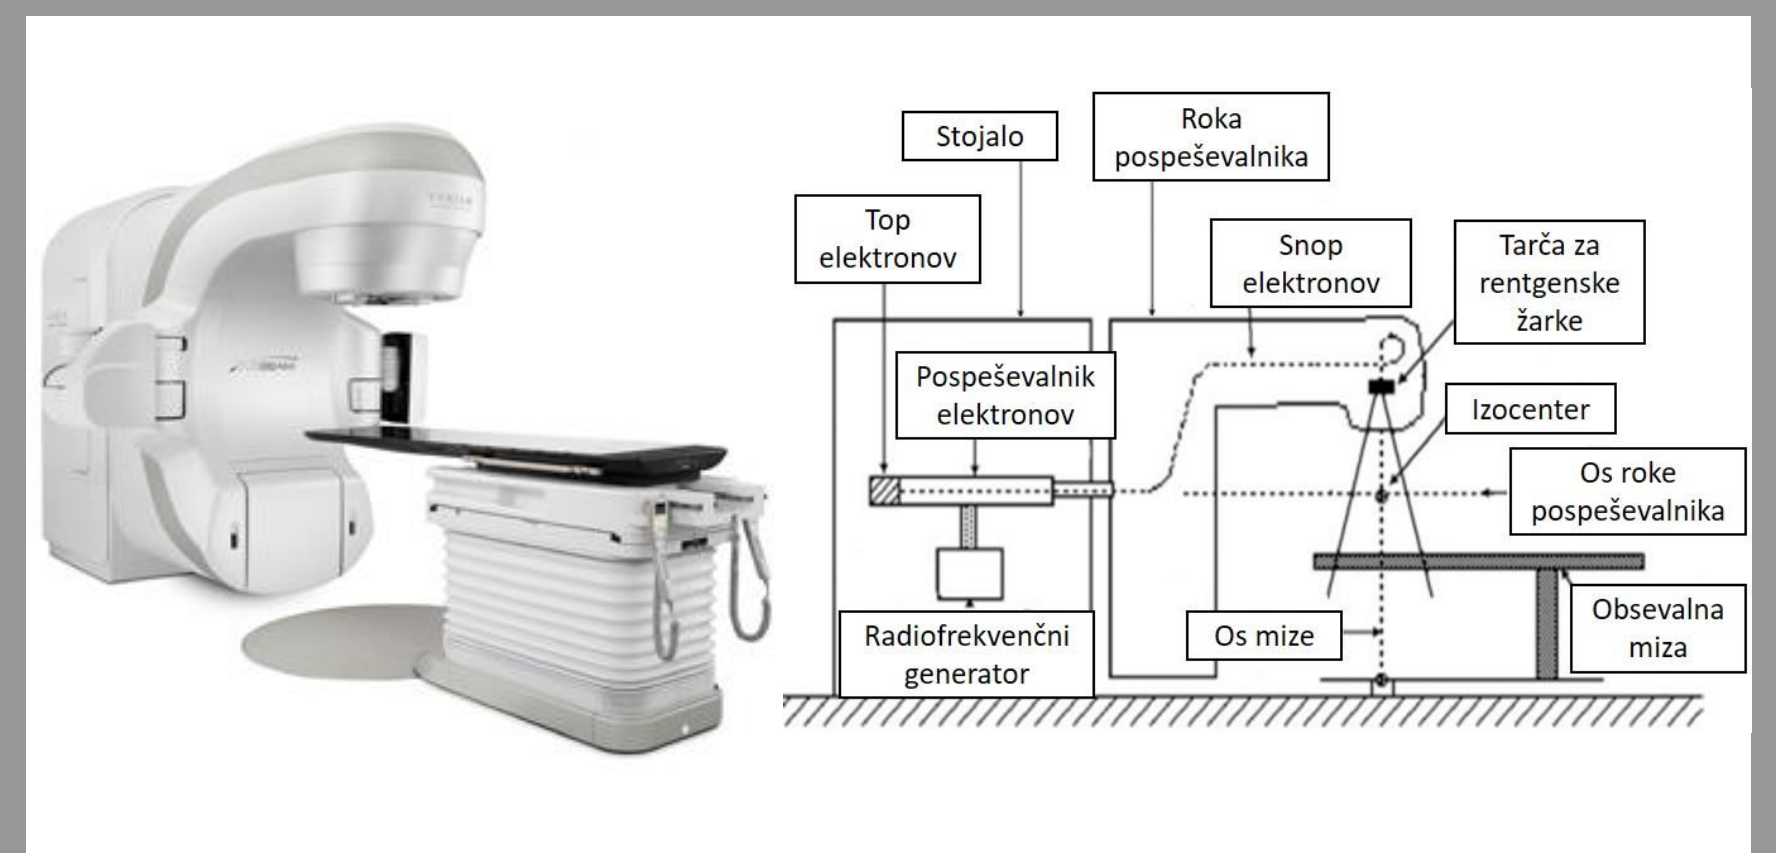 VARIAN
Stojalo
Roka
pospeševalnika
Top
elektronov
Snop
elektronov
Tarča za
rentgenske
žarke
Pospeševalnik
elektronov
Izocenter
Os roke
pospeševalnika
Radiofrekvenčni
generator
Os mize
Obsevalna
miza